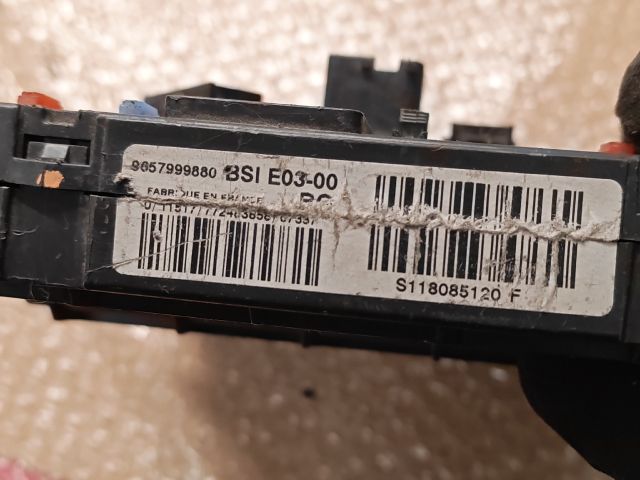 9657999880 BSI E03-00
FABRIQUE EN FRANCE
S118085120 F